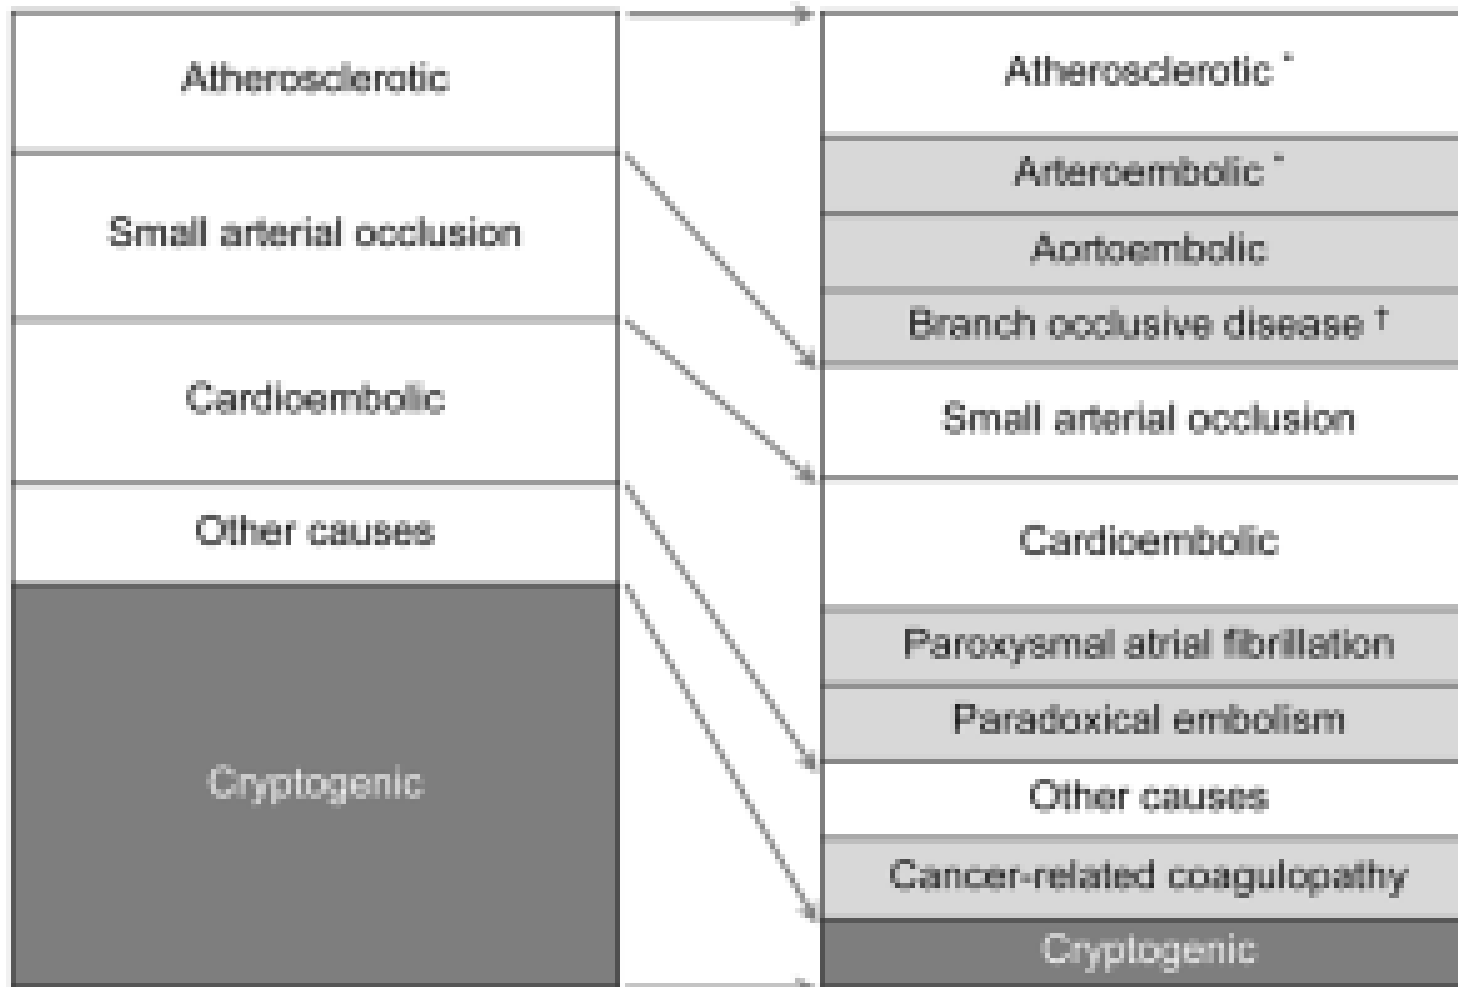 Atherosclerotic
Small arterial occlusion
Cardioembolic
Other causes
Cryptogenic
Atherosclerotic *
Arteroembolic *
Aortoembolic
Branch occlusive disease †
Small arterial occlusion
Cardioembolic
Paroxysmal atrial fibrillation
Paradoxical embolism
Other causes
Cancer-related coagulopathy
Cryptogenic